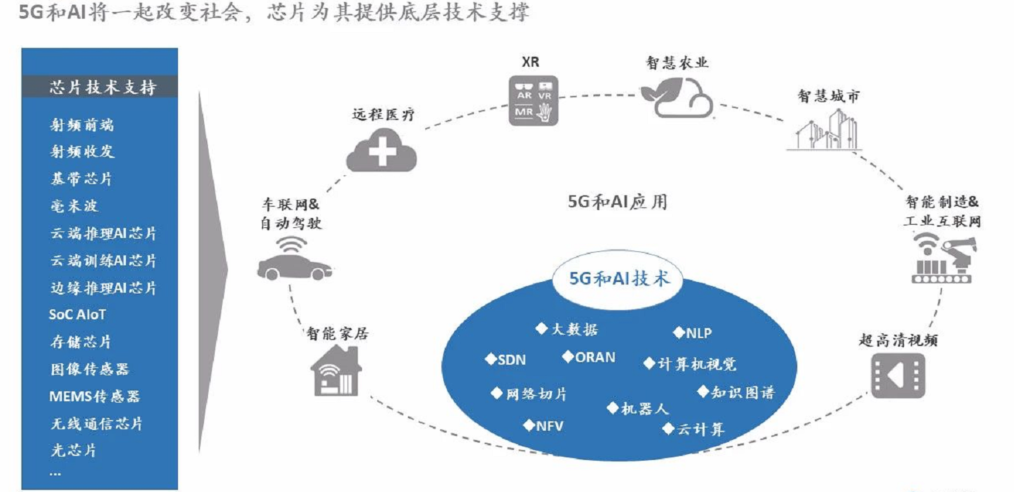 5G和AI将一起改变社会，芯片为其提供底层技术支撑
芯片技术支持
射频前端
射频收发
基带芯片
毫米波
云端推理AI芯片
云端训练AI芯片
边缘推理AI芯片
SoC AIoT
存储芯片
图像传感器
MEMS传感器
无线通信芯片
光芯片
...
XR
AR VR
MR
智慧农业
智慧城市
远程医疗
车联网&
自动驾驶
5G和AI应用
智能制造&
工业互联网
智能家居
超高清视频
5G和AI技术
◆大数据
◆NLP
◆SDN
◆ORAN
◆计算机视觉
◆网络切片
◆知识图谱
◆机器人
◆NFV
◆云计算